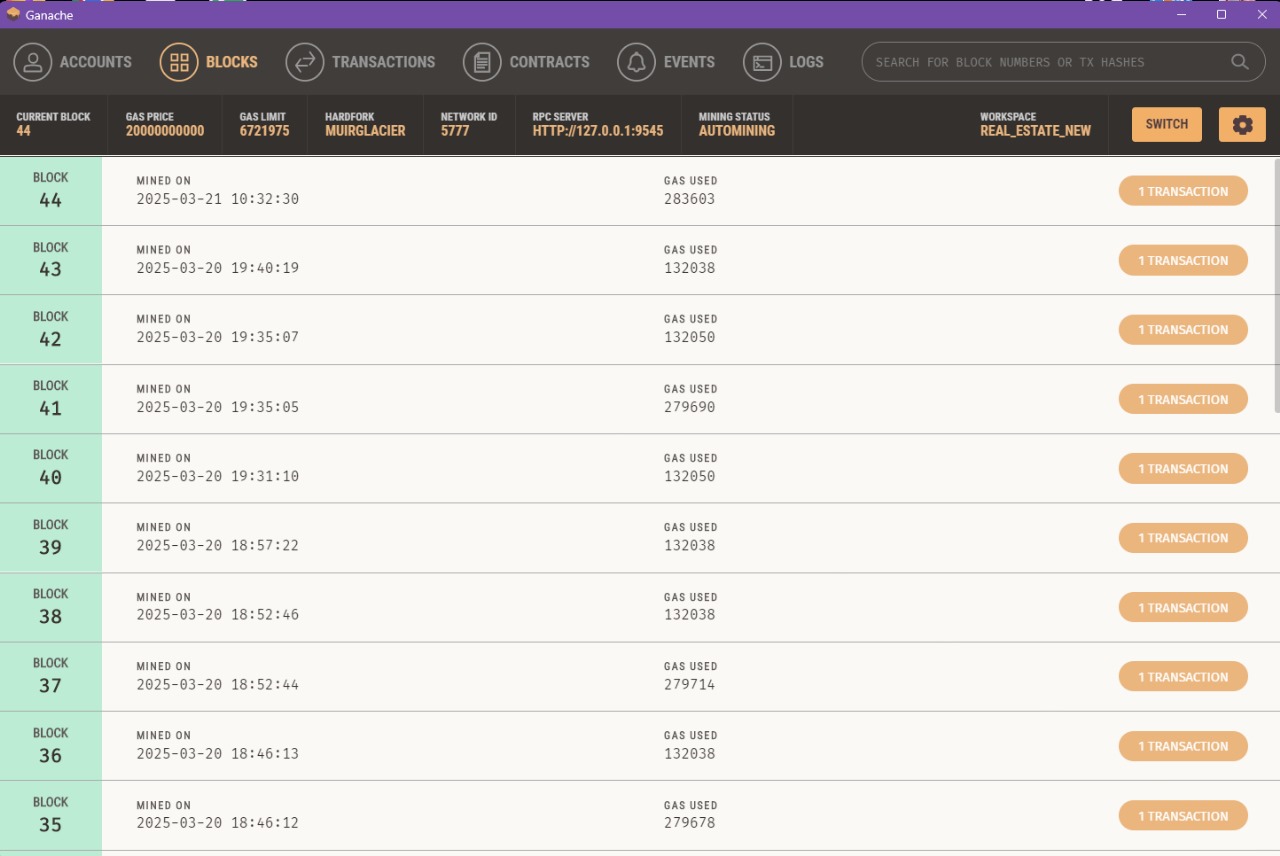 Ganache
ACCOUNTS BLOCKS TRANSACTIONS CONTRACTS EVENTS LOGS SEARCH FOR BLOCK NUMBERS OR TX HASHES
CURRENT BLOCK GAS PRICE GAS LIMIT HARDFORK NETWORK ID RPC SERVER MINING STATUS WORKSPACE
44 20000000000 6721975 MUIRGLACIER 5777 HTTP://127.0.0.1:9545 AUTOMINING REAL_ESTATE_NEW SWITCH
BLOCK MINED ON GAS USED
44 2025-03-21 10:32:30 283603 1 TRANSACTION
BLOCK MINED ON GAS USED
43 2025-03-20 19:40:19 132038 1 TRANSACTION
BLOCK MINED ON GAS USED
42 2025-03-20 19:35:07 132050 1 TRANSACTION
BLOCK MINED ON GAS USED
41 2025-03-20 19:35:05 279690 1 TRANSACTION
BLOCK MINED ON GAS USED
40 2025-03-20 19:31:10 132050 1 TRANSACTION
BLOCK MINED ON GAS USED
39 2025-03-20 18:57:22 132038 1 TRANSACTION
BLOCK MINED ON GAS USED
38 2025-03-20 18:52:46 132038 1 TRANSACTION
BLOCK MINED ON GAS USED
37 2025-03-20 18:52:44 279714 1 TRANSACTION
BLOCK MINED ON GAS USED
36 2025-03-20 18:46:13 132038 1 TRANSACTION
BLOCK MINED ON GAS USED
35 2025-03-20 18:46:12 279678 1 TRANSACTION